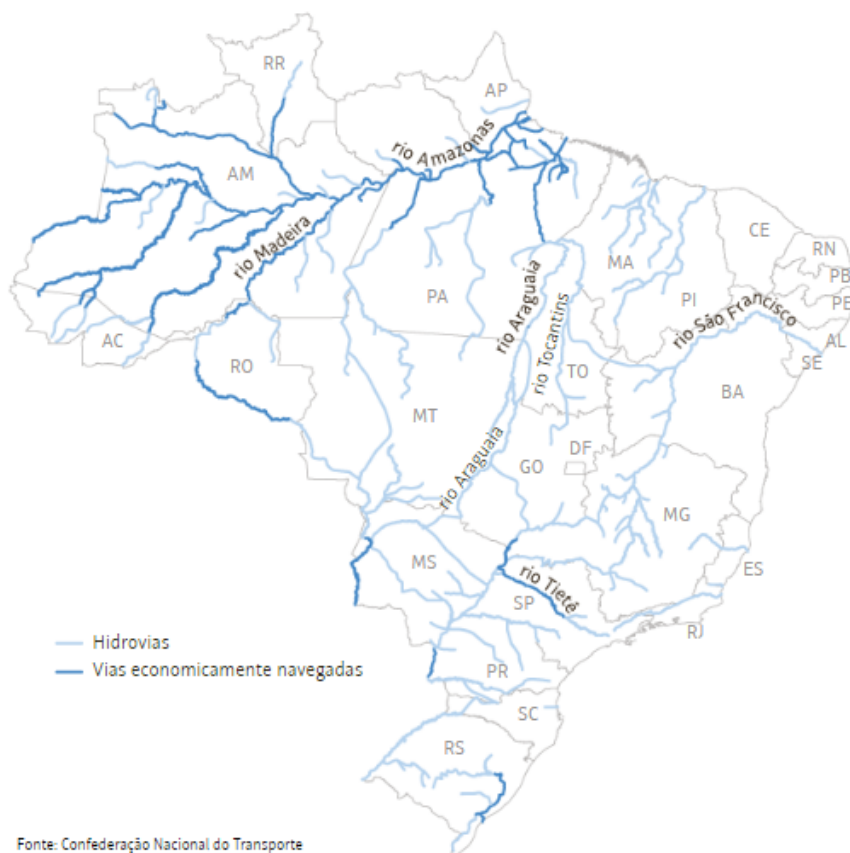 RR
AP
rio Amazonas
AM
rio Madeira
CE
RN
MA
PB
PA
PI
PE
rio Araguaia
rio São Francisco
rio Tocantins
AC
AL
SE
RO
TO
BA
MT
DF
GO
rio Araguaia
MG
MS
ES
rio Tietê
SP
RJ
Hidrovias
Vias economicamente navegadas
PR
SC
RS
Fonte: Confederação Nacional do Transporte